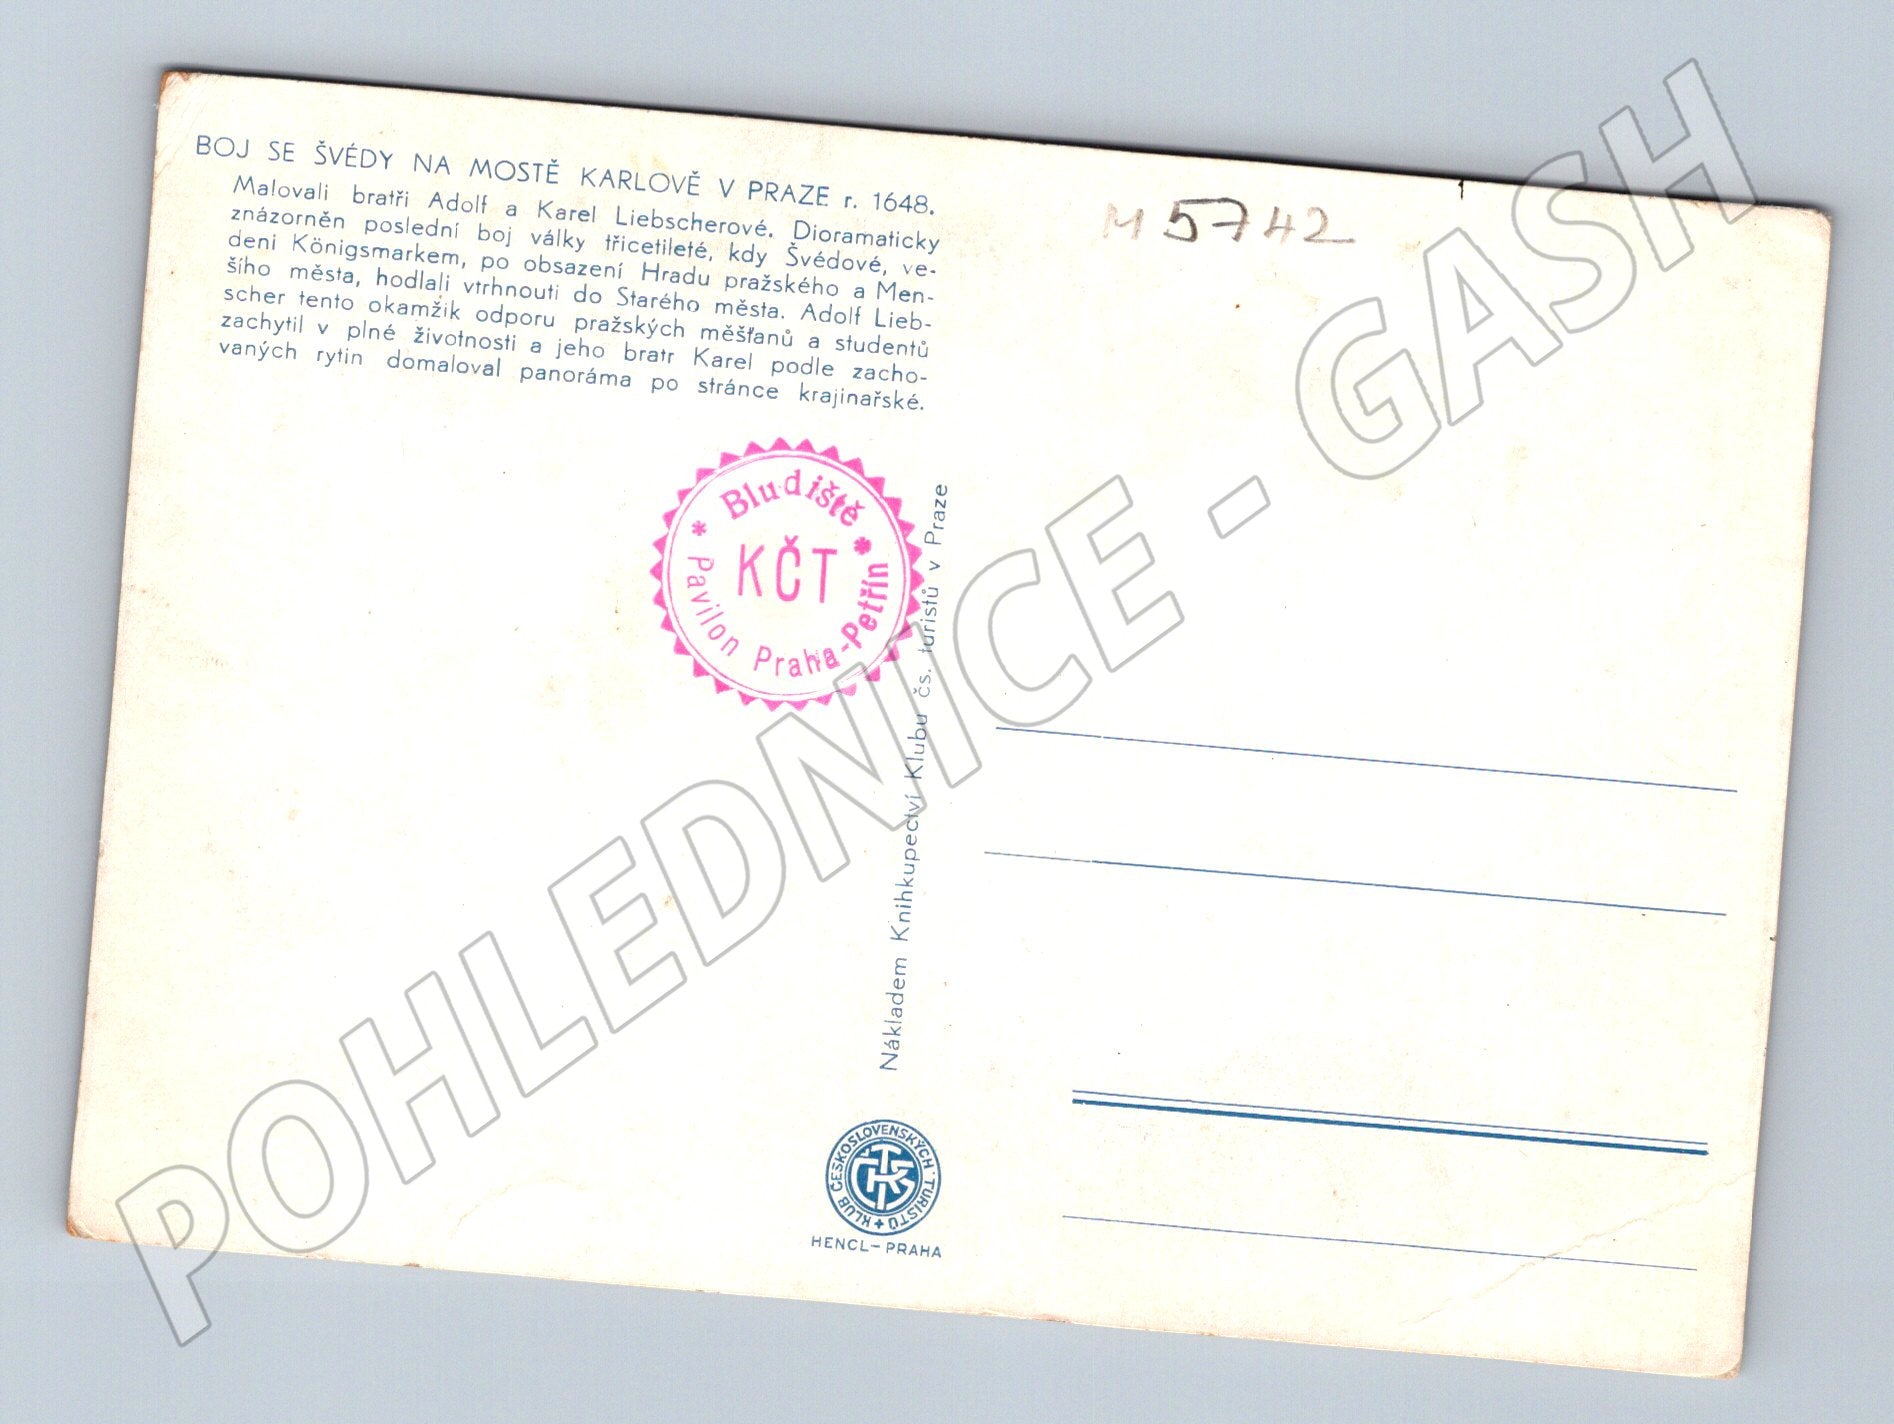 BOJ SE ŠVÉDY NA MOSTĚ KARLOVĚ V PRAZE r. 1648.
Malovali bratři Adolf a Karel Liebscherové. Dioramaticky
znázorněn poslední boj války třicetileté, kdy Švédové, ve-
deni Königsmarkem, po obsazení Hradu pražského a Men-
šího města, hodlali vtrhnouti do Starého města. Adolf Lieb-
scher tento okamžik odporu pražských měšťanů a studentů
zachytil v plné životnosti a jeho bratr Karel podle zacho-
vaných rytin domaloval panoráma po stránce krajinařské.
M 5742
Bludiště
KČT
* Pavilon Praha-Petřín *
Nákladem Knihkupectví Klubu čs. turistů v Praze
KLUB ČESKOSLOVENSKÝCH TURISTŮ +
KČT
HENCL - PRAHA
POHLEDNICE - GASH